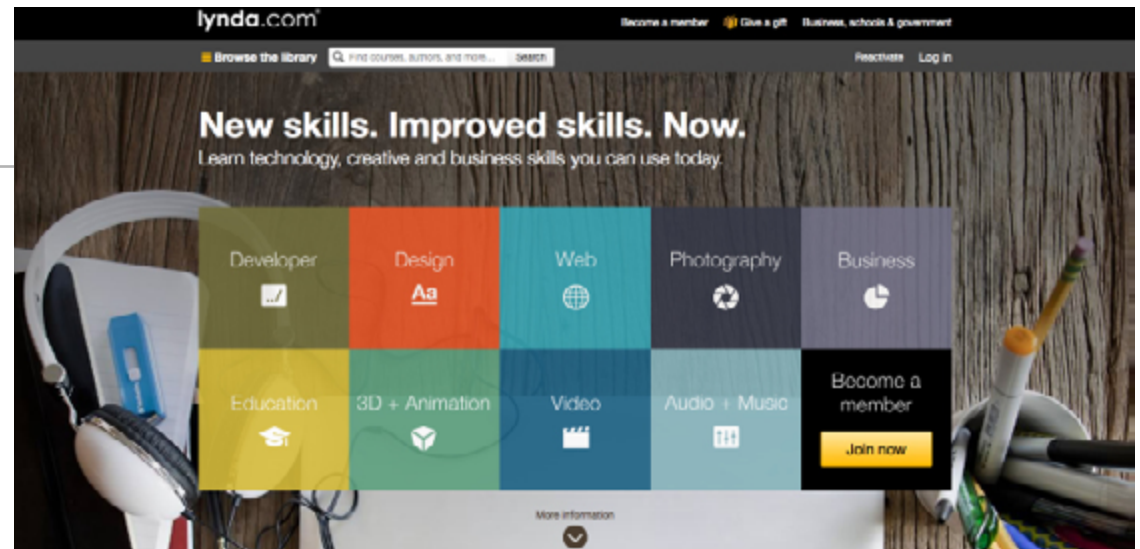 lynda.com®
Become a member Give a gift Business, schools & government
Browse the library Find courses, authors, and more... Search Reactivate Log in
New skills. Improved skills. Now.
Learn technology, creative and business skills you can use today.
Developer Design Web Photography Business
Aa
Education 3D + Animation Video Audio + Music Become a
member
Join now
More information